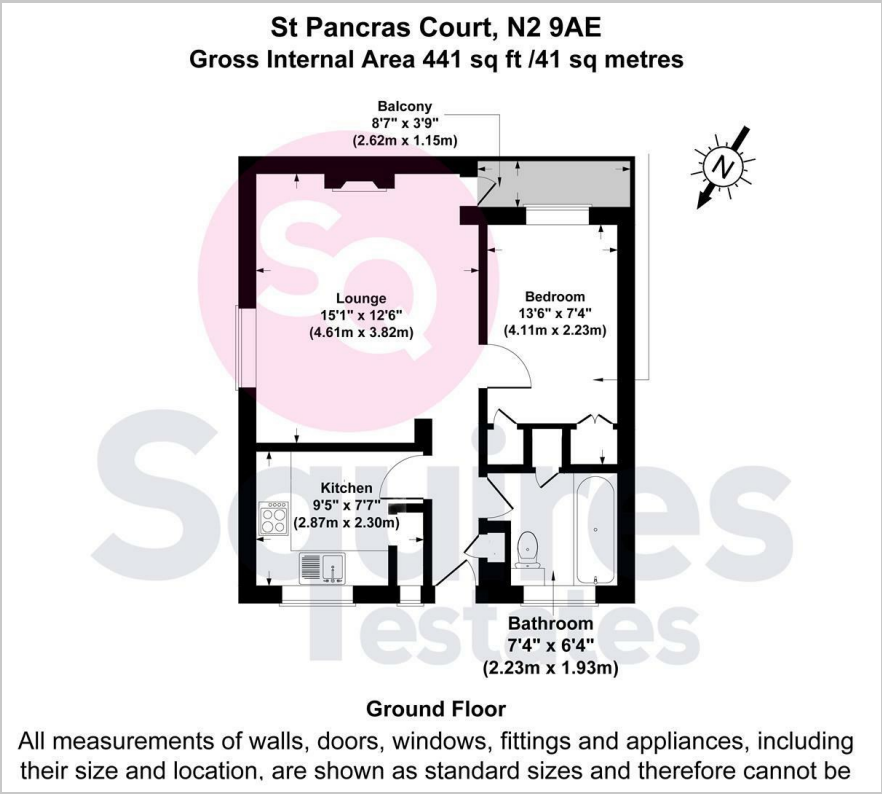 St Pancras Court, N2 9AE
Gross Internal Area 441 sq ft /41 sq metres
Balcony
8'7" x 3'9"
(2.62m x 1.15m)
N
SQ
Lounge
15'1" x 12'6"
(4.61m x 3.82m)
Bedroom
13'6" x 7'4"
(4.11m x 2.23m)
Squires
Estates
Kitchen
9'5" x 7'7"
(2.87m x 2.30m)
Bathroom
7'4" x 6'4"
(2.23m x 1.93m)
Ground Floor
All measurements of walls, doors, windows, fittings and appliances, including
their size and location, are shown as standard sizes and therefore cannot be